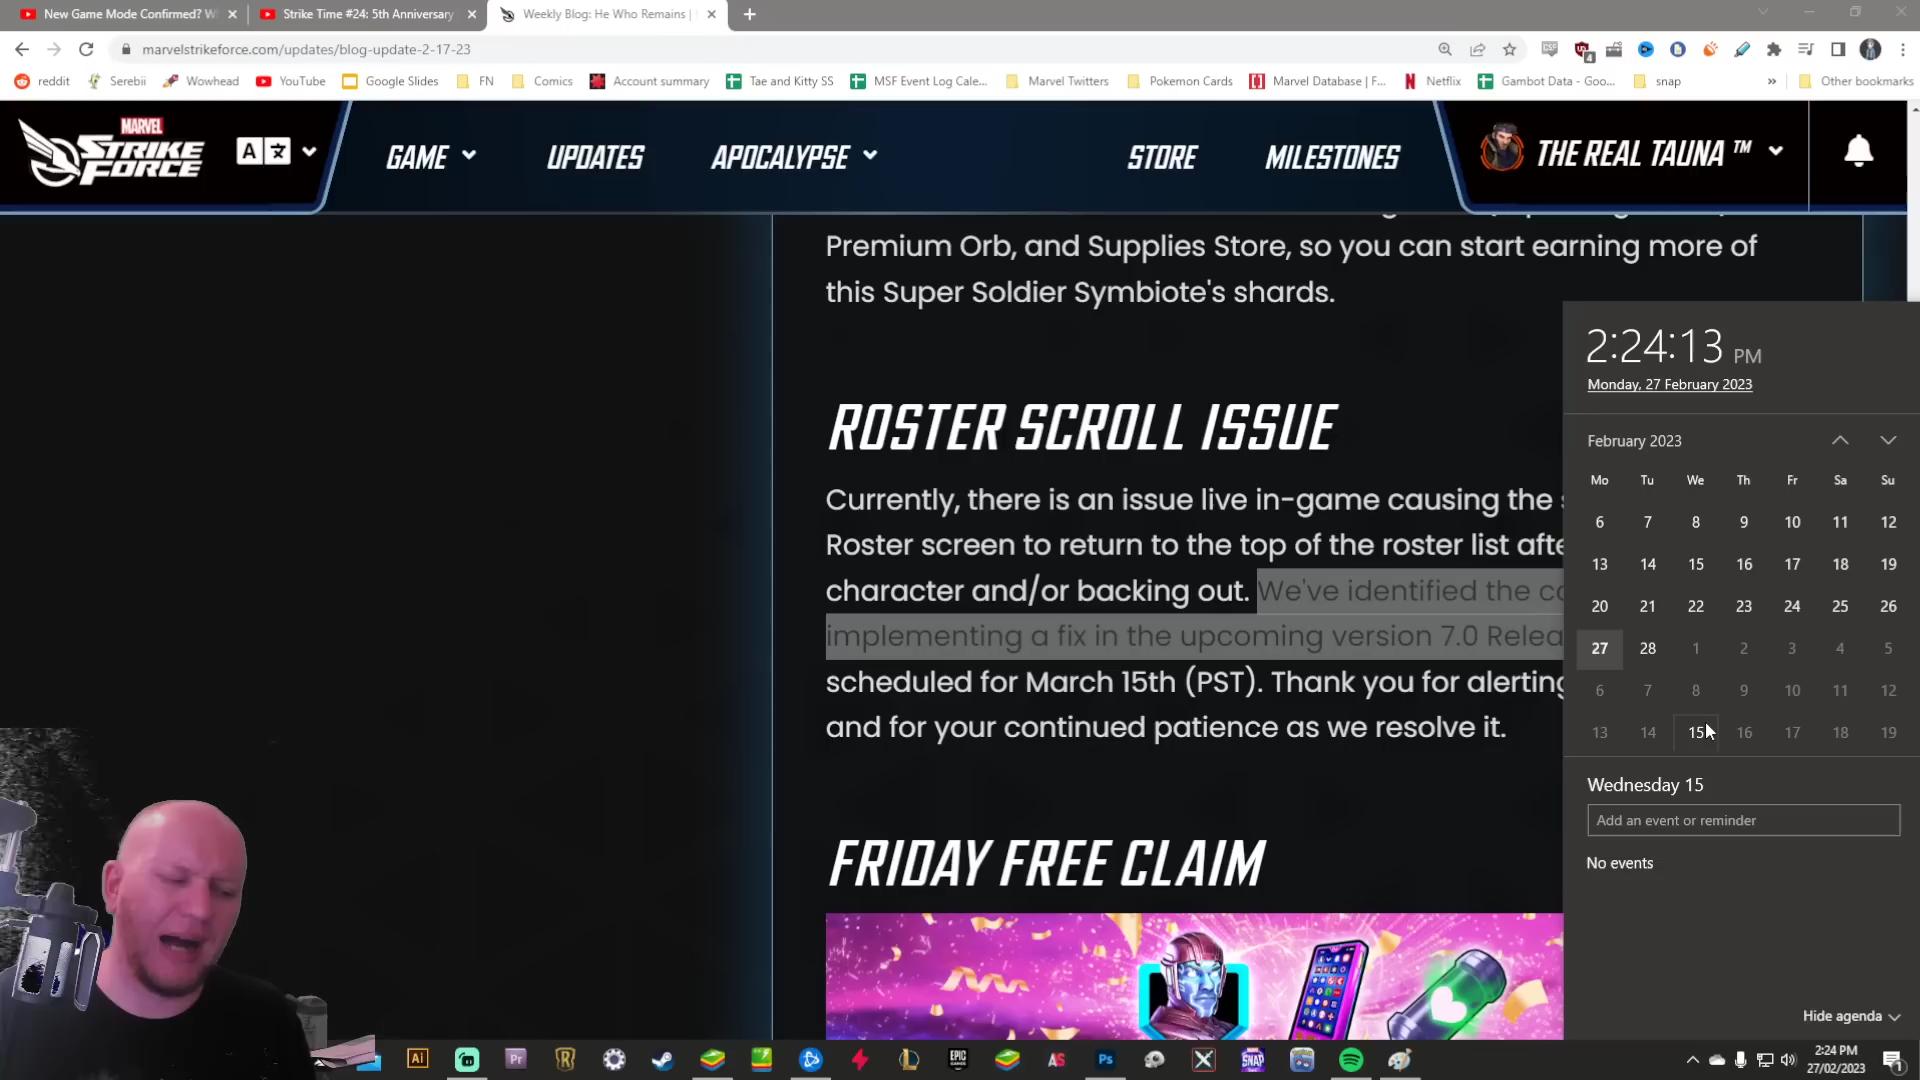 New Game Mode Confirmed?
Strike Time #24: 5th Anniversary
Weekly Blog: He Who Remains |
marvelstrikeforce.com/updates/blog-update-2-17-23
reddit
Serebii
Wowhead
YouTube
Google Slides
FN
Comics
Account summary
Tae and Kitty SS
MSF Event Log Cale...
Marvel Twitters
Pokemon Cards
Marvel Database | F...
Netflix
Gambot Data - Goo...
snap
»
Other bookmarks
MARVEL
STRIKE
FORCE
GAME
UPDATES
APOCALYPSE
STORE
MILESTONES
THE REAL TAUNA ™
Premium Orb, and Supplies Store, so you can start earning more of
this Super Soldier Symbiote's shards.
ROSTER SCROLL ISSUE
Currently, there is an issue live in-game causing the
Roster screen to return to the top of the roster list
character and/or backing out. We've identified the
implementing a fix in the upcoming version 7.0
scheduled for March 15th (PST). Thank you for alerting
and for your continued patience as we resolve it.
FRIDAY FREE CLAIM
2:24:13 PM
Monday, 27 February 2023
February 2023
Mo Tu We Th Fr Sa Su
6 7 8 9 10 11 12
13 14 15 16 17 18 19
20 21 22 23 24 25 26
27 28 1 2 3 4 5
6 7 8 9 10 11 12
13 14 15 16 17 18 19
Wednesday 15
Add an event or reminder
No events
Hide agenda
Ai
Pr
EPIC
AS
Ps
SNAP
2:24 PM
27/02/2023
1